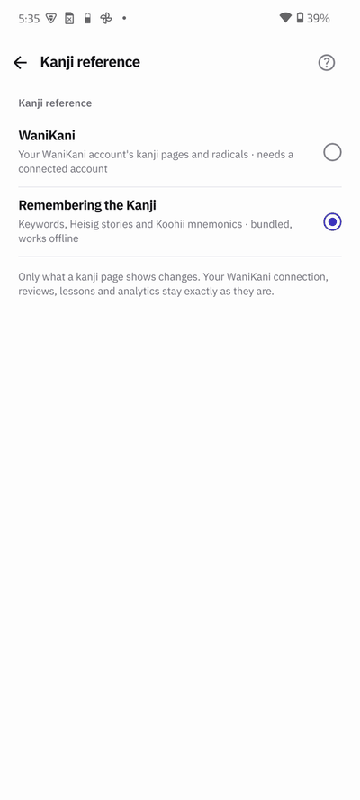 5:35
39%
Kanji reference
Kanji reference
WaniKani
Your WaniKani account's kanji pages and radicals · needs a
connected account
Remembering the Kanji
Keywords, Heisig stories and Koohii mnemonics · bundled,
works offline
Only what a kanji page shows changes. Your WaniKani connection,
reviews, lessons and analytics stay exactly as they are.